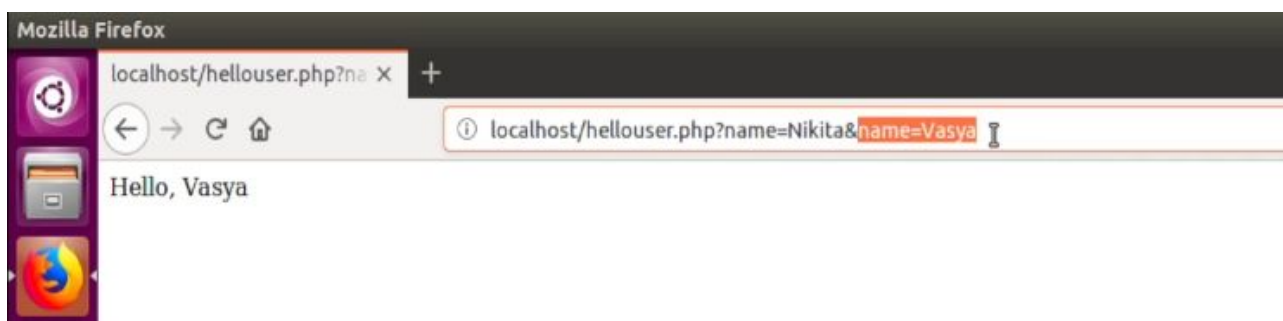 Mozilla Firefox
localhost/hellouser.php?na
localhost/hellouser.php?name=Nikita&name=Vasya
Hello, Vasya